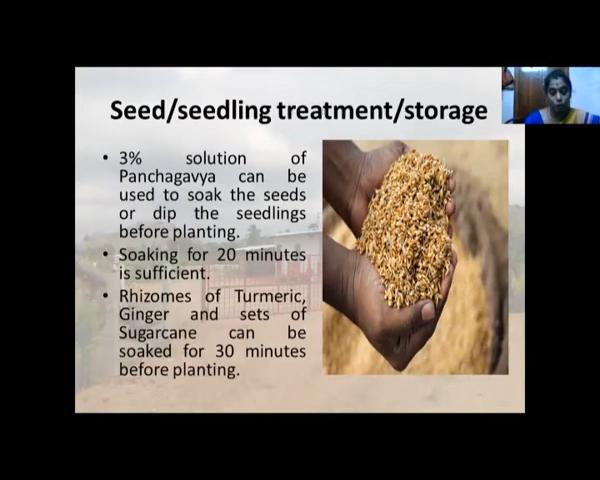 Seed/seedling treatment/storage
• 3% solution of
Panchagavya can be
used to soak the seeds
or dip the seedlings
before planting.
• Soaking for 20 minutes
is sufficient.
• Rhizomes of Turmeric,
Ginger and sets of
Sugarcane can be
soaked for 30 minutes
before planting.